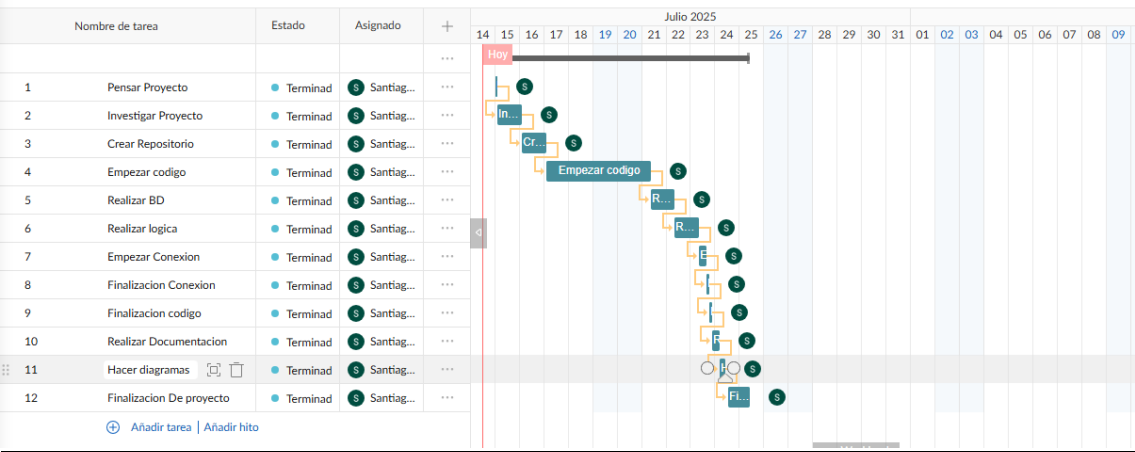 Julio 2025
Nombre de tarea Estado Asignado
14 15 16 17 18 19 20 21 22 23 24 25 26 27 28 29 30 31 01 02 03 04 05 06 07 08 09
Hoy
1 Pensar Proyecto Terminad S Santiag... S
2 Investigar Proyecto Terminad S Santiag... In... S
3 Crear Repositorio Terminad S Santiag... Cr... S
4 Empezar codigo Terminad S Santiag... Empezar codigo S
5 Realizar BD Terminad S Santiag... R... S
6 Realizar logica Terminad S Santiag... R... S
7 Empezar Conexion Terminad S Santiag... E S
8 Finalizacion Conexion Terminad S Santiag... S
9 Finalizacion codigo Terminad S Santiag... S
10 Realizar Documentacion Terminad S Santiag... S
11 Hacer diagramas Terminad S Santiag... S
12 Finalizacion De proyecto Terminad S Santiag... Fi... S
Añadir tarea | Añadir hito